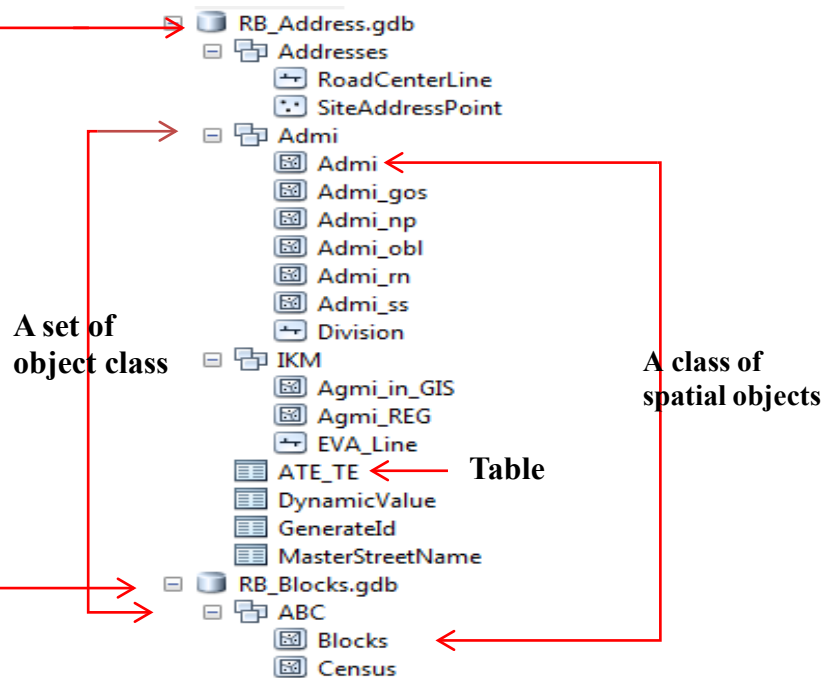 RB_Address.gdb
Addresses
RoadCenterLine
SiteAddressPoint
Admi
Admi
Admi_gos
Admi_np
Admi_obl
Admi_rn
Admi_ss
Division
A set of
object class
IKM
Agmi_in_GIS
Agmi_REG
EVA_Line
A class of
spatial objects
ATE_TE
Table
DynamicValue
GenerateId
MasterStreetName
RB_Blocks.gdb
ABC
Blocks
Census